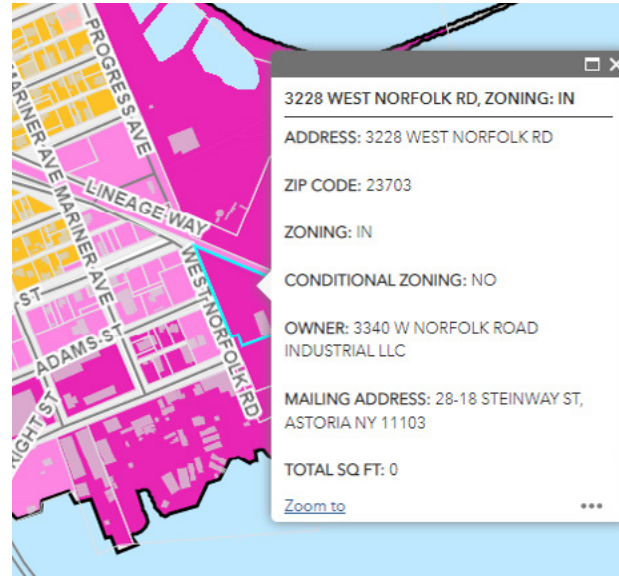 PROGRESS AVE
MARINER AVE
MARINER AVE
LINEAGE WAY
WEST NORFOLK RD
ST
ADAMS ST
RIGHT ST
3228 WEST NORFOLK RD, ZONING: IN
ADDRESS: 3228 WEST NORFOLK RD
ZIP CODE: 23703
ZONING: IN
CONDITIONAL ZONING: NO
OWNER: 3340 W NORFOLK ROAD
INDUSTRIAL LLC
MAILING ADDRESS: 28-18 STEINWAY ST,
ASTORIA NY 11103
TOTAL SQ FT: 0
Zoom to